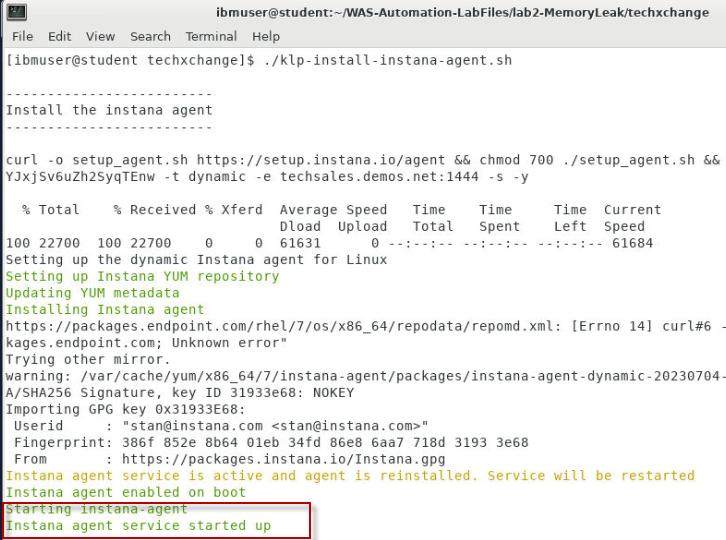 ibmuser@student:~/WAS-Automation-LabFiles/lab2-MemoryLeak/techxchange
File Edit View Search Terminal Help
[ibmuser@student techxchange]$ ./klp-install-instana-agent.sh
-------------------------
Install the instana agent
-------------------------
curl -o setup_agent.sh https://setup.instana.io/agent && chmod 700 ./setup_agent.sh &&
YJxjSv6uZh2SyqTEnw -t dynamic -e techsales.demos.net:1444 -s -y
% Total % Received % Xferd Average Speed Time Time Time Current
Dload Upload Total Spent Left Speed
100 22700 100 22700 0 0 61631 0 --:--:-- --:--:-- --:--:-- 61684
Setting up the dynamic Instana agent for Linux
Setting up Instana YUM repository
Updating YUM metadata
Installing Instana agent
https://packages.endpoint.com/rhel/7/os/x86_64/repodata/repomd.xml: [Errno 14] curl#6 -
kages.endpoint.com; Unknown error"
Trying other mirror.
warning: /var/cache/yum/x86_64/7/instana-agent/packages/instana-agent-dynamic-20230704-
A/SHA256 Signature, key ID 31933e68: NOKEY
Importing GPG key 0x31933E68:
Userid : "stan@instana.com <stan@instana.com>"
Fingerprint: 386f 852e 8b64 01eb 34fd 86e8 6aa7 718d 3193 3e68
From : https://packages.instana.io/Instana.gpg
Instana agent service is active and agent is reinstalled. Service will be restarted
Instana agent enabled on boot
Starting instana-agent
Instana agent service started up